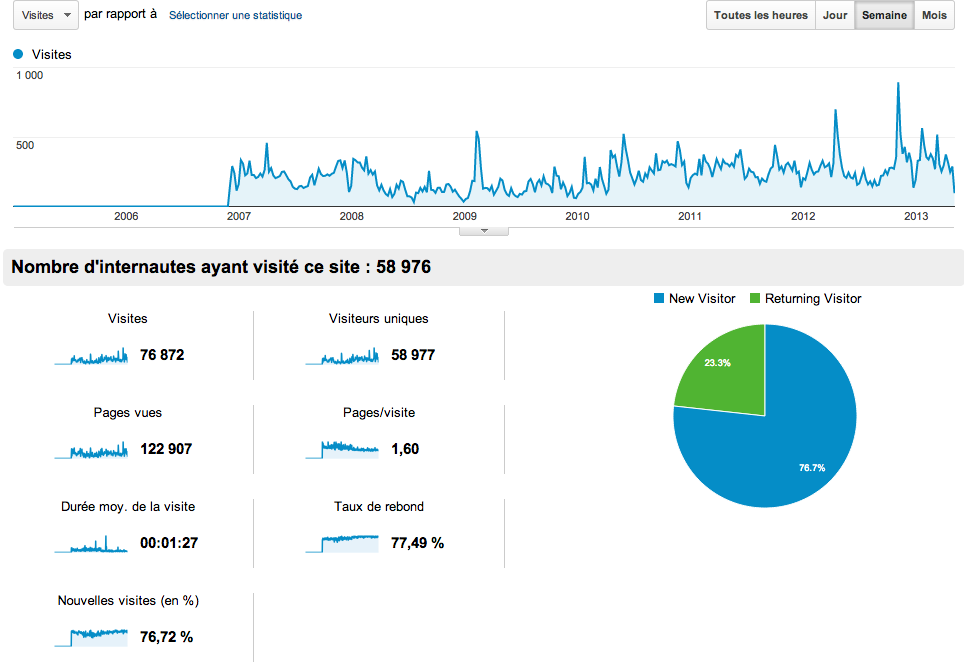 Visites par rapport à Sélectionner une statistique Toutes les heures Jour Semaine Mois
Visites
1 000
500
2006 2007 2008 2009 2010 2011 2012 2013
Nombre d'internautes ayant visité ce site : 58 976
New Visitor Returning Visitor
Visites Visiteurs uniques
76 872 58 977
23.3%
Pages vues Pages/visite
122 907 1,60
76.7%
Durée moy. de la visite Taux de rebond
00:01:27 77,49 %
Nouvelles visites (en %)
76,72 %